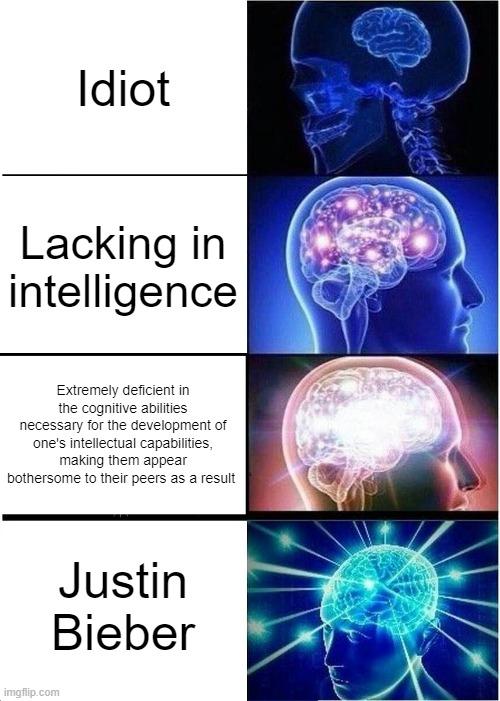 Idiot
Lacking in
intelligence
Extremely deficient in
the cognitive abilities
necessary for the development of
one's intellectual capabilities,
making them appear
bothersome to their peers as a result
Justin
Bieber
imgflip.com